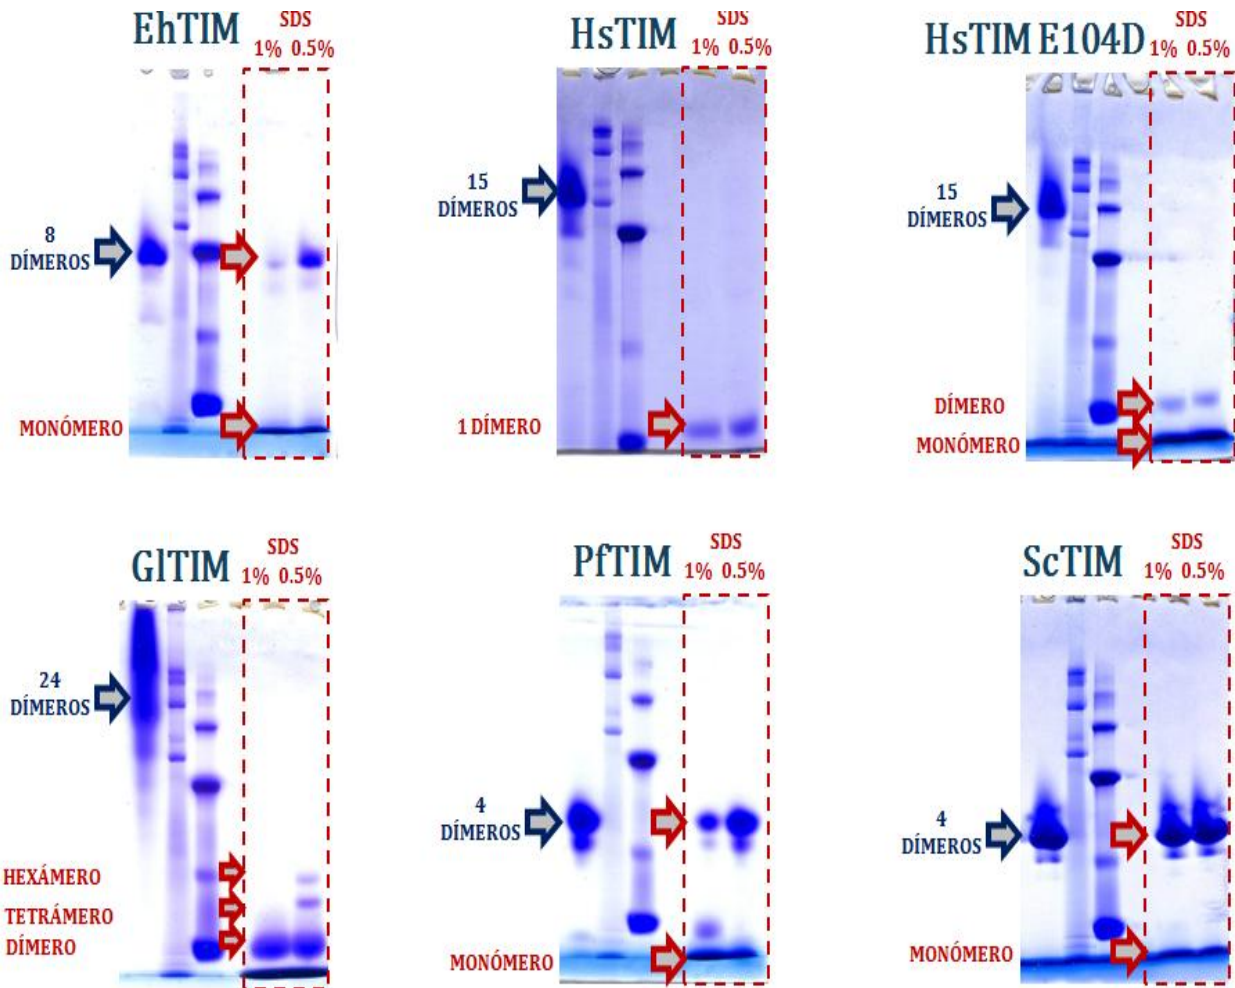 EhTIM
SDS
1% 0.5%
8
DÍMEROS
MONÓMERO
HsTIM
SDS
1% 0.5%
15
DÍMEROS
1 DÍMERO
HsTIM E104D
SDS
1% 0.5%
15
DÍMEROS
DÍMERO
MONÓMERO
GlTIM
SDS
1% 0.5%
24
DÍMEROS
HEXÁMERO
TETRÁMERO
DÍMERO
PfTIM
SDS
1% 0.5%
4
DÍMEROS
MONÓMERO
ScTIM
SDS
1% 0.5%
4
DÍMEROS
MONÓMERO